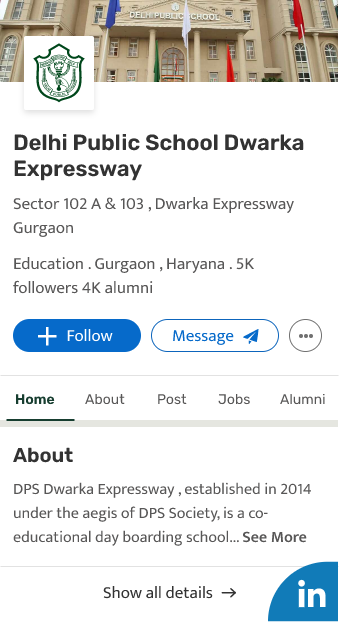 DELHI PUBLIC SCHOOL
Delhi Public School Dwarka
Expressway
Sector 102 A & 103 , Dwarka Expressway
Gurgaon
Education . Gurgaon , Haryana . 5K
followers 4K alumni
Follow
Message
Home About Post Jobs Alumni
About
DPS Dwarka Expressway , established in 2014
under the aegis of DPS Society, is a co-
educational day boarding school... See More
Show all details →
in